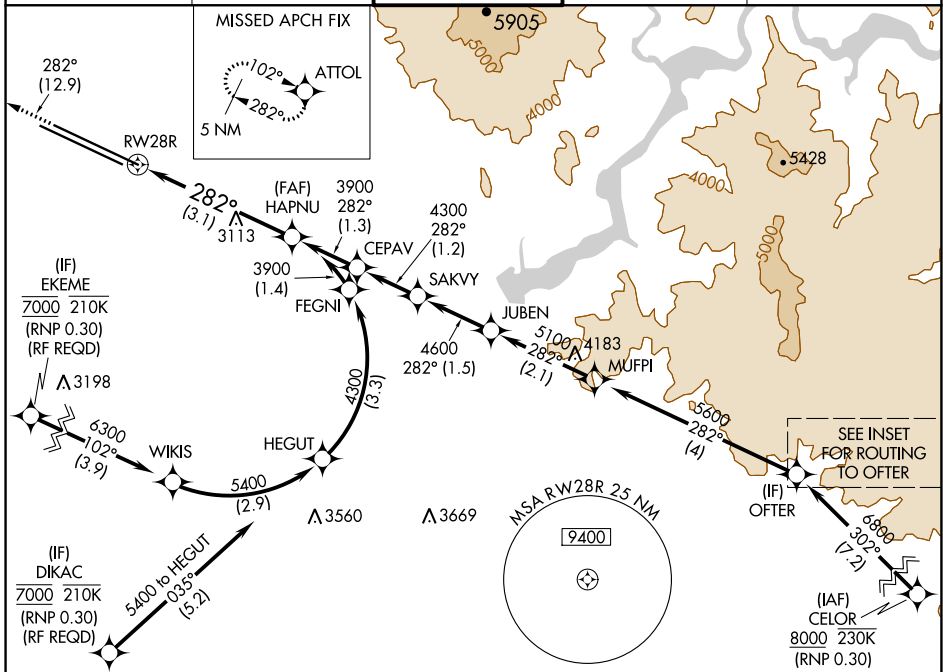 MISSED APCH FIX
102°
ATTOL
282°
5 NM
5905
5000
4000
282°
(12.9)
RW28R
282°
(3.1)
3113
(FAF)
HAPNU
3900
282°
(1.3)
4300
282°
(1.2)
CEPAV
3900
(1.4)
FEGNI
SAKVY
JUBEN
4600
282° (1.5)
5100
282°
(2.1)
4183
MUFPI
5428
4000
5000
5600
282°
(4)
SEE INSET
FOR ROUTING
TO OFTER
(IF)
OFTER
6800
302°
(7.2)
(IAF)
CELOR
8000 230K
(RNP 0.30)
(IF)
EKEME
7000 210K
(RNP 0.30)
(RF REQD)
3198
6300
102°
(3.9)
WIKIS
HEGUT
4300
(3.3)
5400
(2.9)
3560
3669
MSA RW28R 25 NM
9400
(IF)
DIKAC
7000 210K
(RNP 0.30)
(RF REQD)
5400 to HEGUT
035°
(5.2)